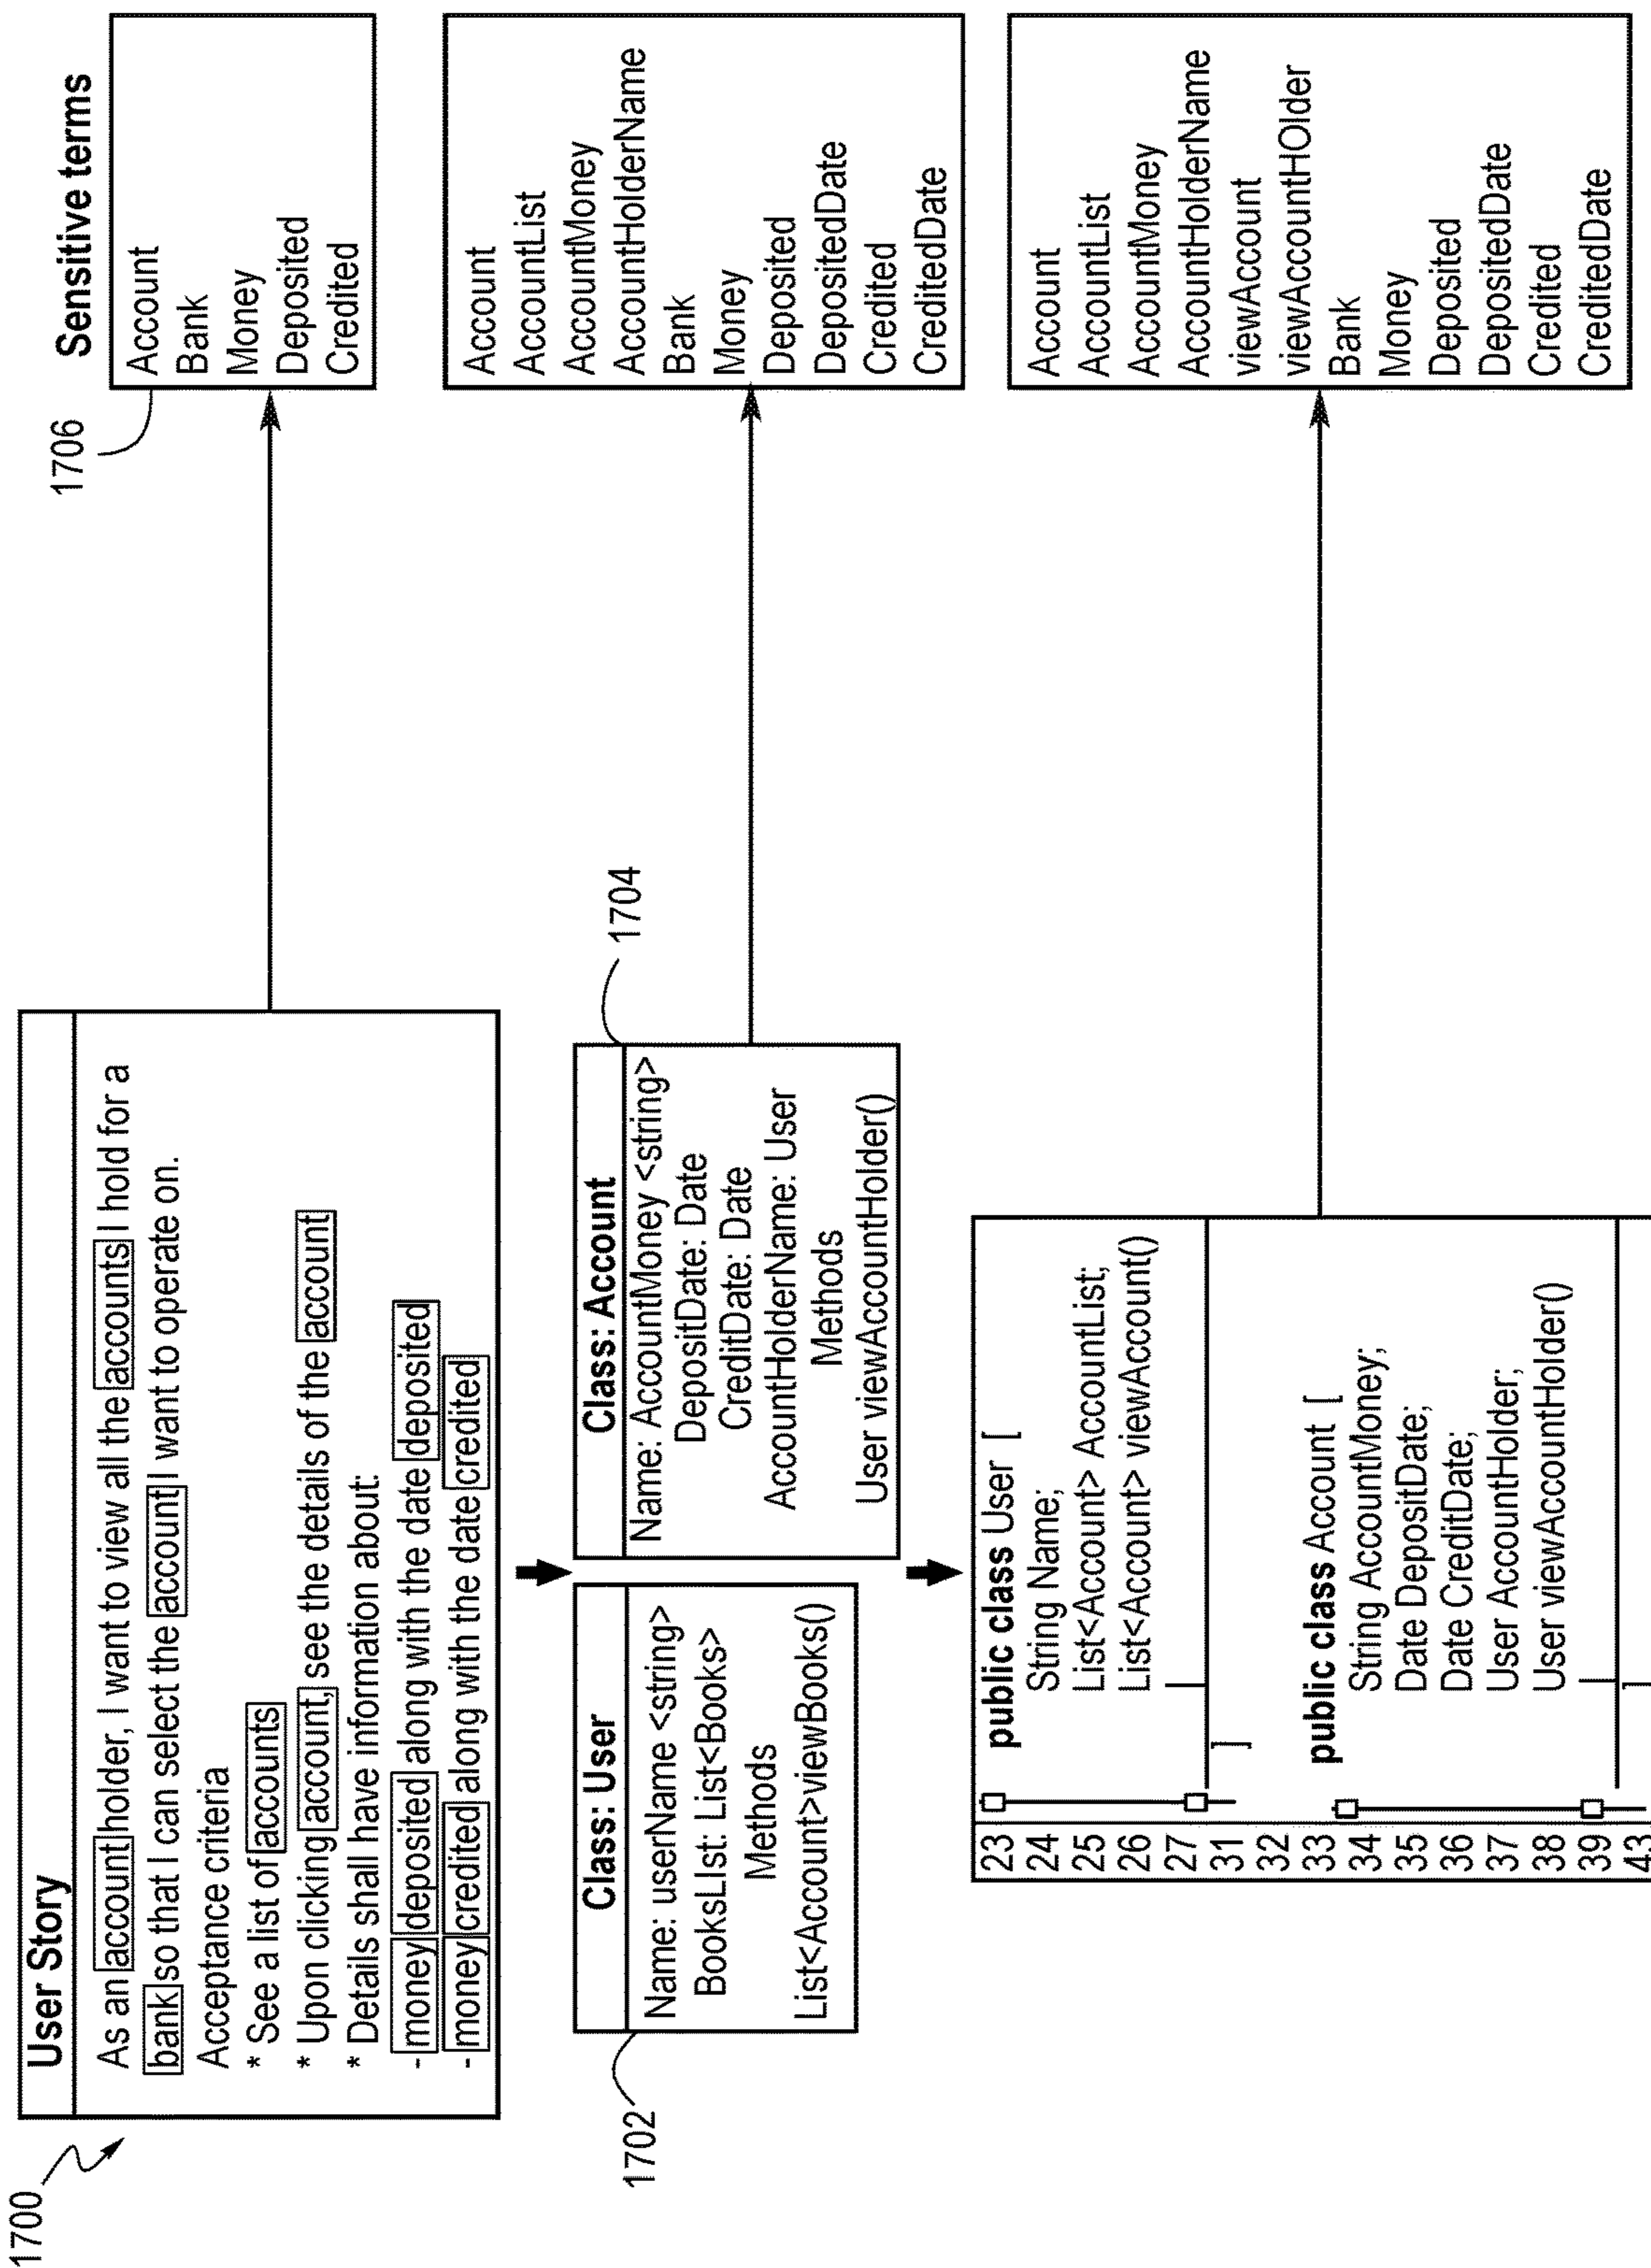 1700
User Story
As an account holder, I want to view all the accounts I hold for a
bank so that I can select the account I want to operate on.
Acceptance criteria
* See a list of accounts
* Upon clicking account, see the details of the account
* Details shall have information about:
- money deposited along with the date deposited
- money credited along with the date credited
1706
Sensitive terms
Account
Bank
Money
Deposited
Credited
1702
Class: User
Name: userName <string>
BooksLIst: List<Books>
Methods
List<Account>viewBooks()
1704
Class: Account
Name: AccountMoney <string>
DepositDate: Date
CreditDate: Date
AccountHolderName: User
Methods
User viewAccountHolder()
Account
AccountList
AccountMoney
AccountHolderName
Bank
Money
Deposited
DepositedDate
Credited
CreditedDate
23 public class User [
24 String Name;
25 List<Account> AccountList;
26 List<Account> viewAccount()
27
31 ]
32
33 public class Account [
34 String AccountMoney;
35 Date DepositDate;
36 Date CreditDate;
37 User AccountHolder;
38 User viewAccountHolder()
39
43 ]
Account
AccountList
AccountMoney
AccountHolderName
viewAccount
viewAccountHOlder
Bank
Money
Deposited
DepositedDate
Credited
CreditedDate